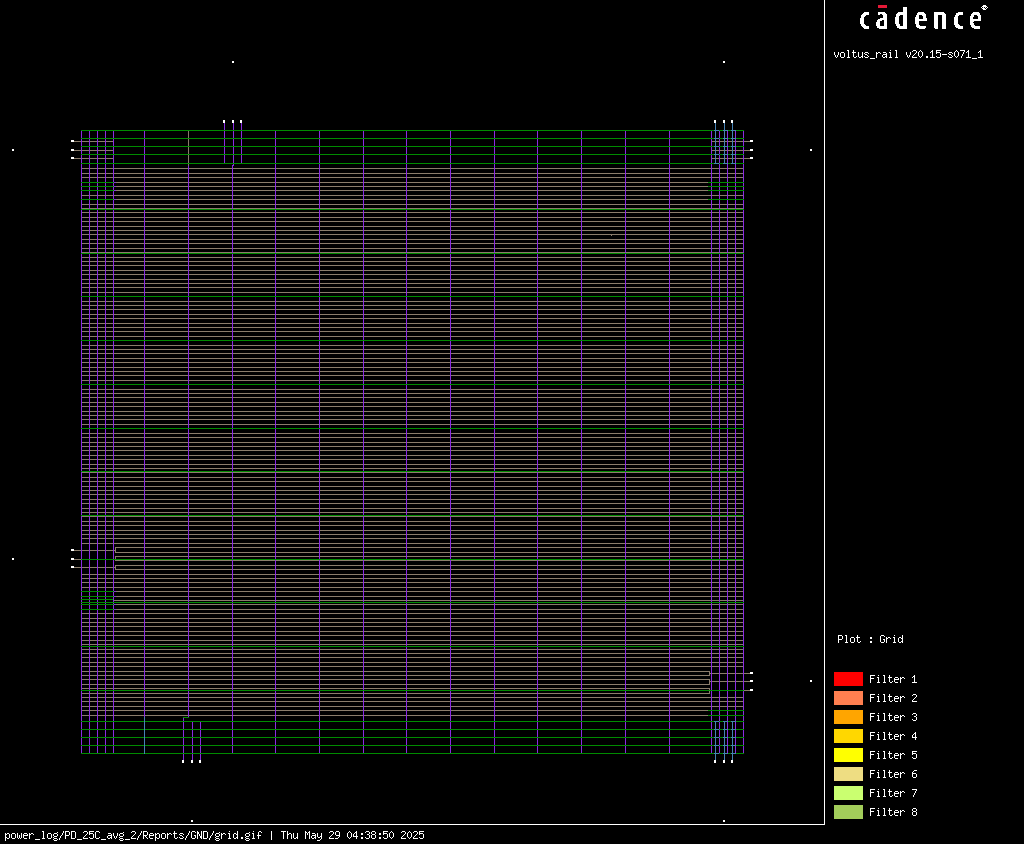 cādence®
voltus_rail v20.15-s071_1
Plot : Grid
Filter 1
Filter 2
Filter 3
Filter 4
Filter 5
Filter 6
Filter 7
Filter 8
power_log/PD_25C_avg_2/Reports/GND/grid.gif | Thu May 29 04:38:50 2025